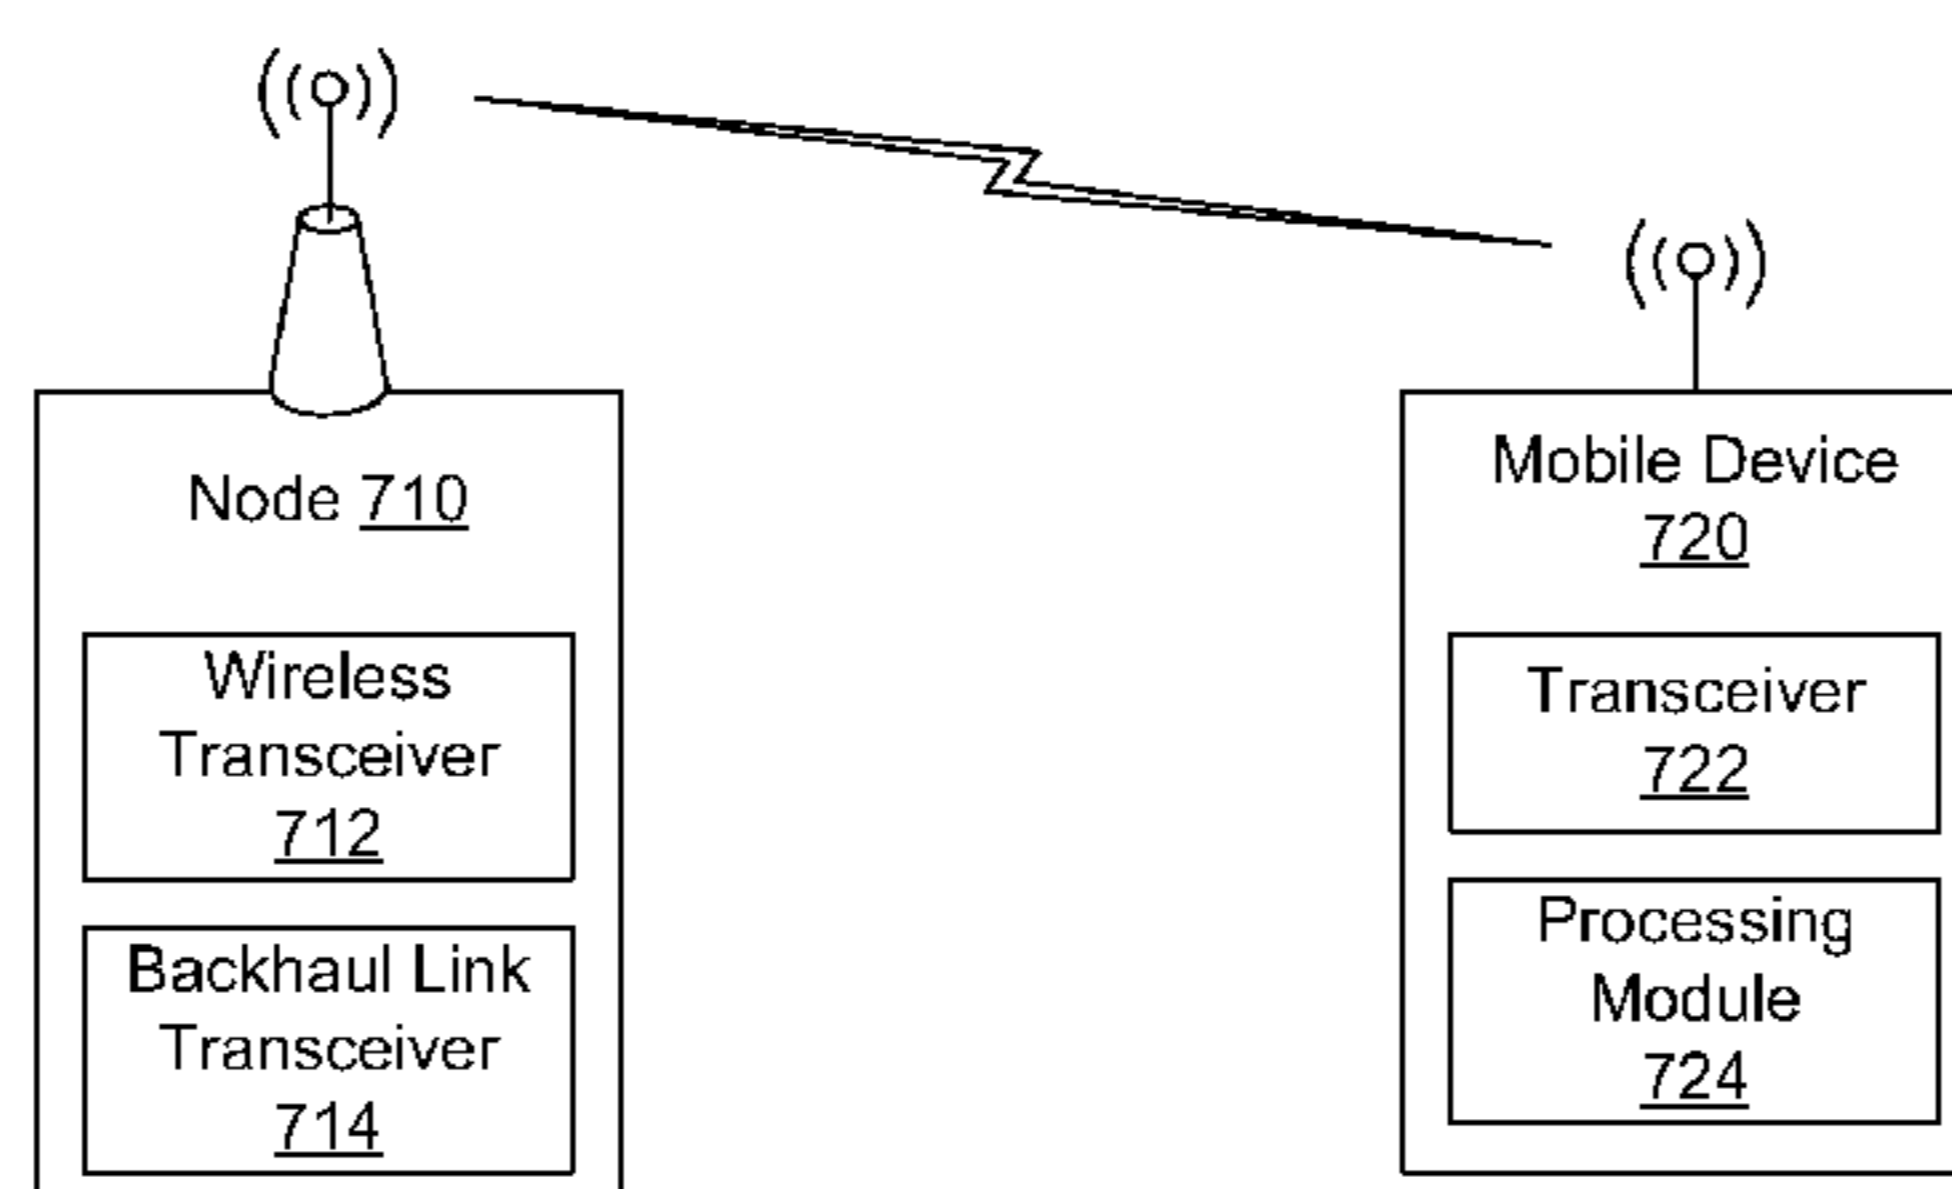 Node 710
Wireless
Transceiver
712
Backhaul Link
Transceiver
714
Mobile Device
720
Transceiver
722
Processing
Module
724